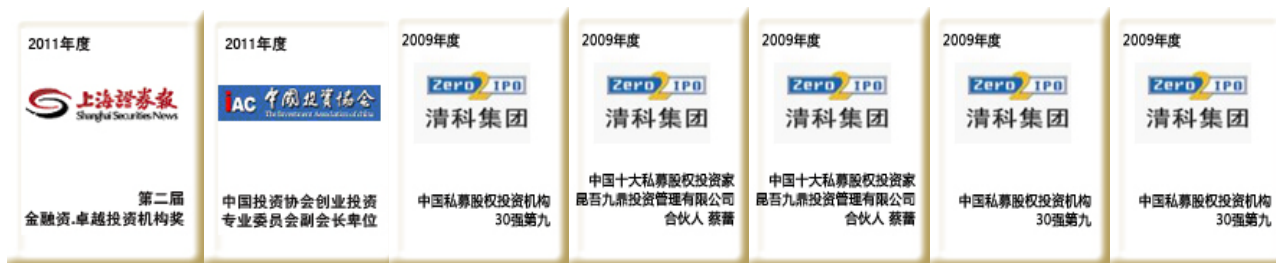 2011年度
上海證券报
Shanghai Securities News
第二届
金融资.卓越投资机构奖
2011年度
iAC 中國投資協会
The Investment Association of china
中国投资协会创业投资
专业委员会副会长卑位
2009年度
Zero2IPO
清科集团
中国私募股权投资机构
30强第九
2009年度
Zero2IPO
清科集团
中国十大私募股权投资家
昆吾九鼎投资管理有限公司
合伙人 蔡蕾
2009年度
Zero2IPO
清科集团
中国十大私募股权投资家
昆吾九鼎投资管理有限公司
合伙人 蔡蕾
2009年度
Zero2IPO
清科集团
中国私募股权投资机构
30强第九
2009年度
Zero2IPO
清科集团
中国私募股权投资机构
30强第九